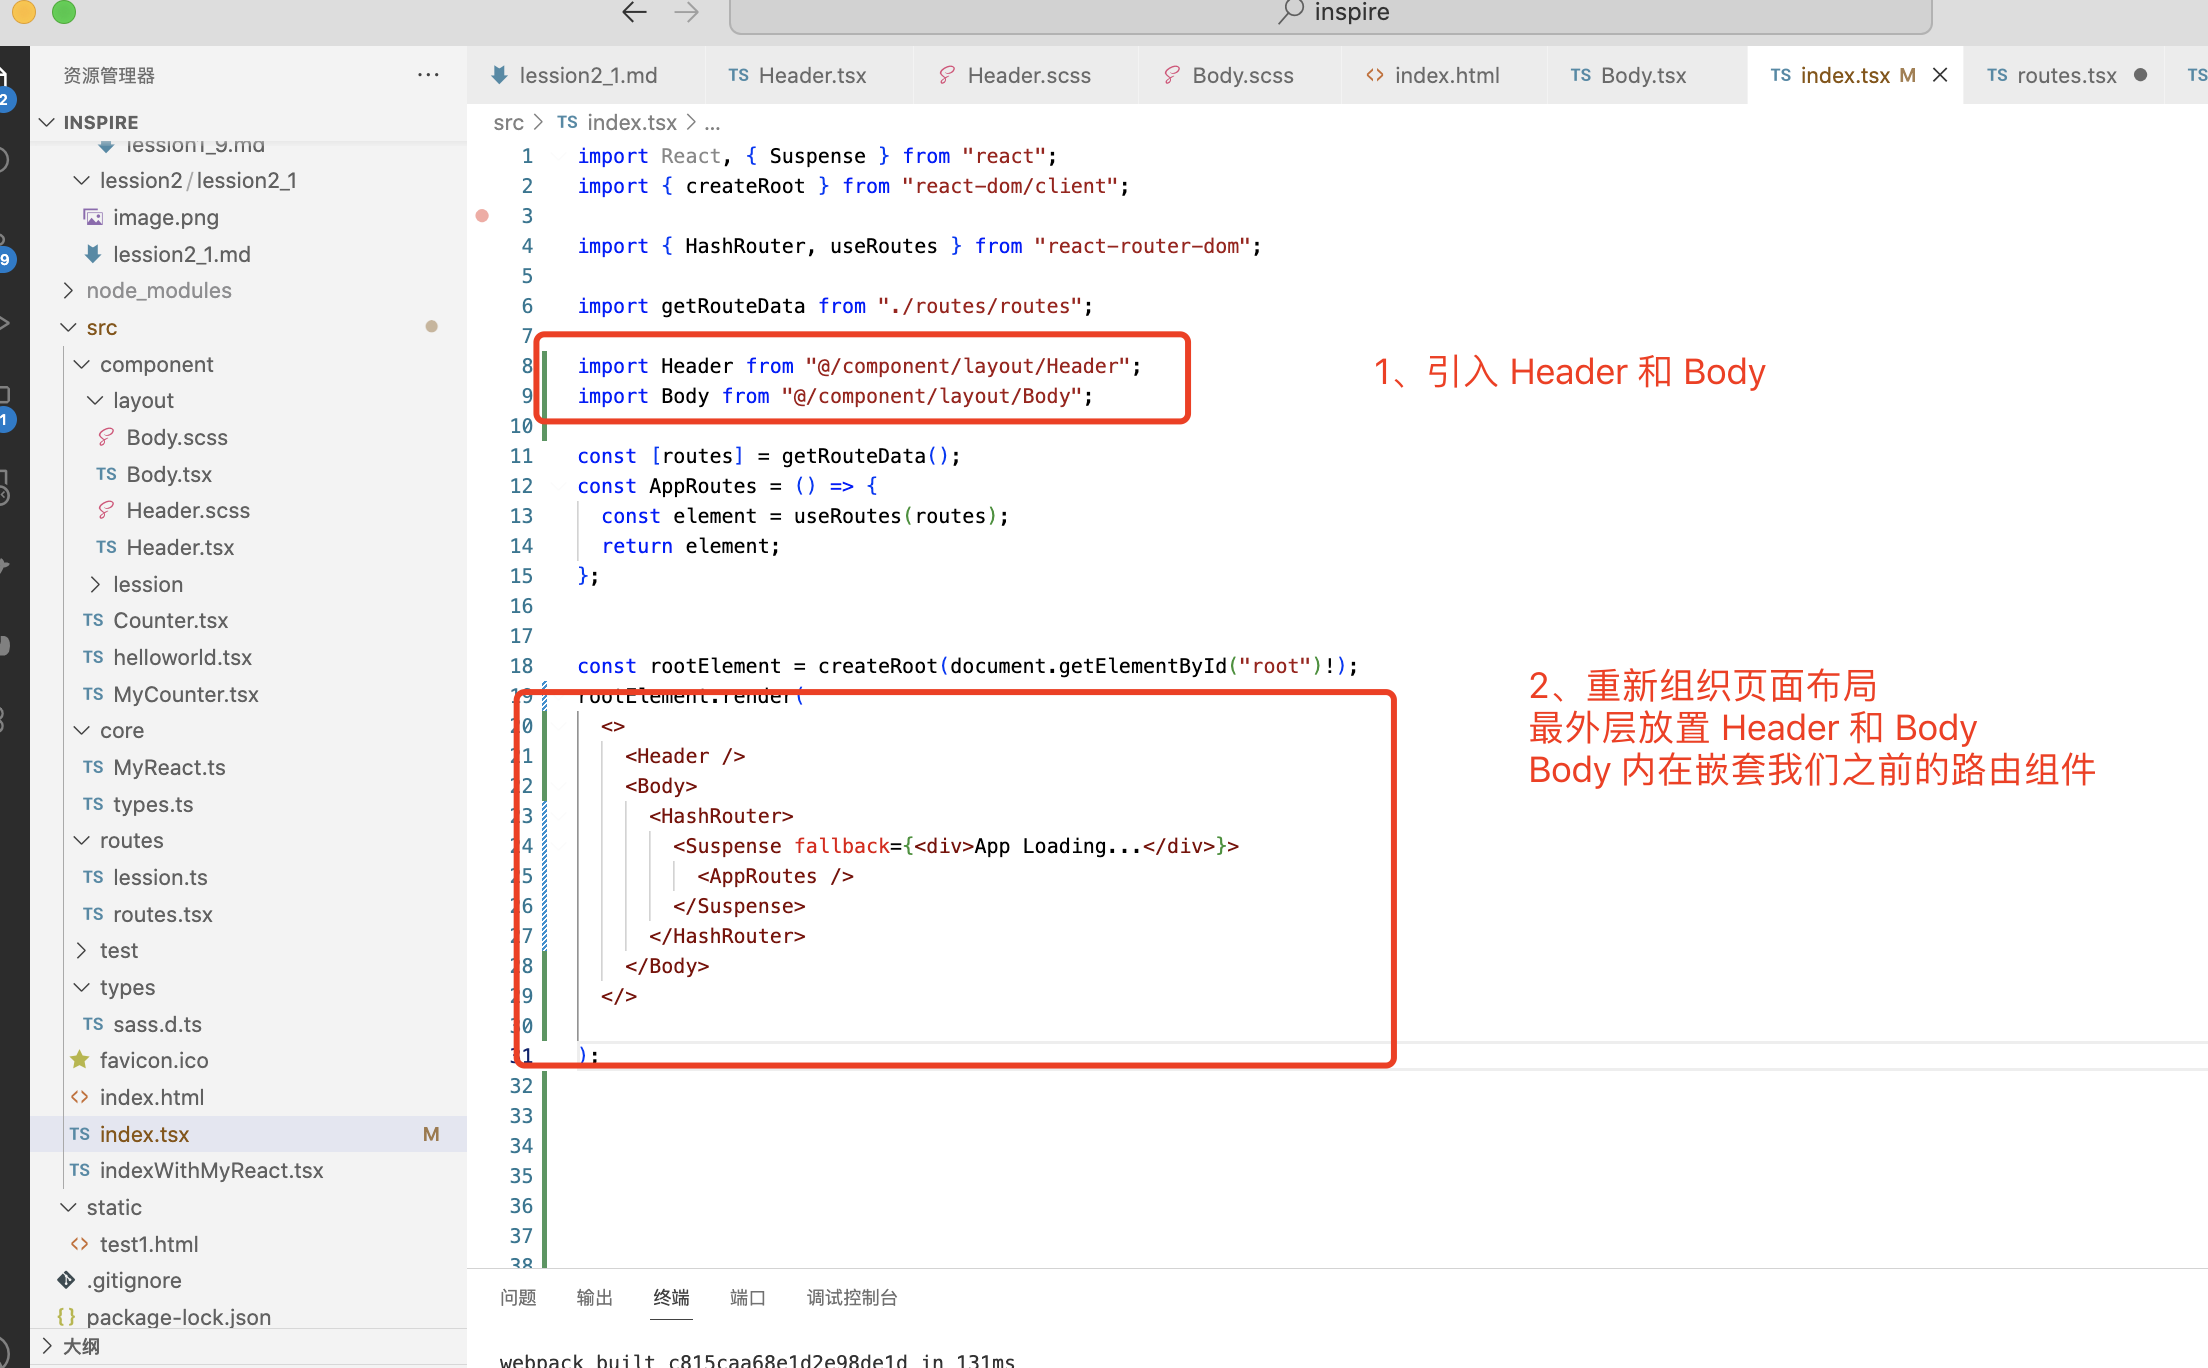 inspire
资源管理器
lession2_1.md
Header.tsx
Header.scss
Body.scss
index.html
Body.tsx
index.tsx M
routes.tsx
TS
INSPIRE
lession1_9.md
lession2/lession2_1
image.png
lession2_1.md
node_modules
src
component
layout
Body.scss
TS Body.tsx
Header.scss
TS Header.tsx
lession
TS Counter.tsx
TS helloworld.tsx
TS MyCounter.tsx
core
TS MyReact.ts
TS types.ts
routes
TS lession.ts
TS routes.tsx
test
types
TS sass.d.ts
favicon.ico
index.html
TS index.tsx M
TS indexWithMyReact.tsx
static
test1.html
.gitignore
package-lock.json
大纲
2
9
1
src > TS index.tsx > ...
1 import React, { Suspense } from "react";
2 import { createRoot } from "react-dom/client";
3
4 import { HashRouter, useRoutes } from "react-router-dom";
5
6 import getRouteData from "./routes/routes";
7
8 import Header from "@/component/layout/Header";
9 import Body from "@/component/layout/Body";
10
11 const [routes] = getRouteData();
12 const AppRoutes = () => {
13 const element = useRoutes(routes);
14 return element;
15 };
16
17
18 const rootElement = createRoot(document.getElementById("root")!);
19 rootElement.render(
20 <>
21 <Header />
22 <Body>
23 <HashRouter>
24 <Suspense fallback={<div>App Loading...</div>}>
25 <AppRoutes />
26 </Suspense>
27 </HashRouter>
28 </Body>
29 </>
30
31 );
32
33
34
35
36
37
38
1、引入 Header 和 Body
2、重新组织页面布局
最外层放置 Header 和 Body
Body 内在嵌套我们之前的路由组件
问题 输出 终端 端口 调试控制台
webpack built c815caa68e1d2e98de1d in 131ms